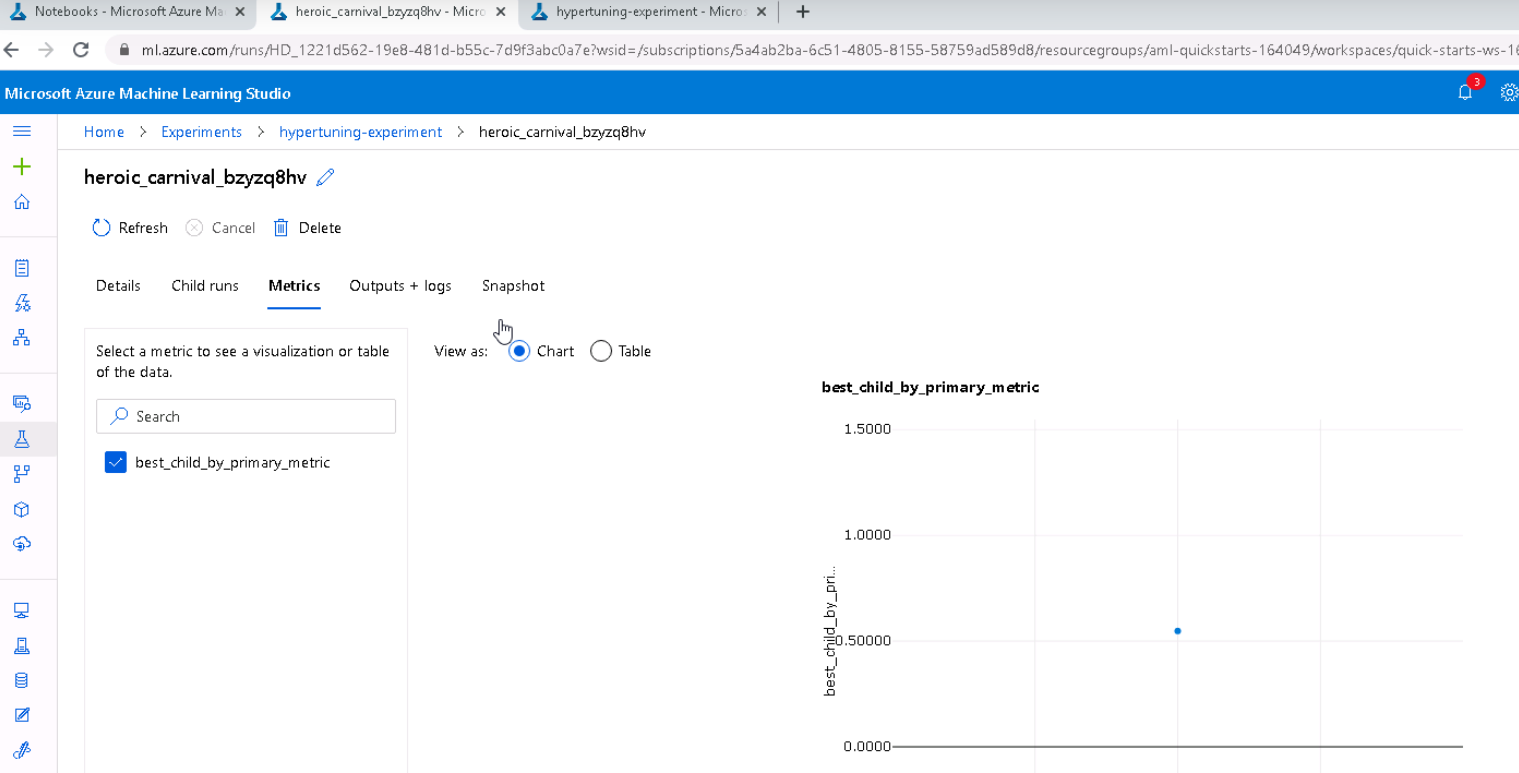 Notebooks - Microsoft Azure Ma
heroic_carnival_bzyzq8hv - Micro
hypertuning-experiment - Micros
ml.azure.com/runs/HD_1221d562-19e8-481d-b55c-7d9f3abc0a7e?wsid=/subscriptions/5a4ab2ba-6c51-4805-8155-58759ad589d8/resourcegroups/aml-quickstarts-164049/workspaces/quick-starts-ws-16
Microsoft Azure Machine Learning Studio
3
Home > Experiments > hypertuning-experiment > heroic_carnival_bzyzq8hv
heroic_carnival_bzyzq8hv
Refresh Cancel Delete
Details Child runs Metrics Outputs + logs Snapshot
Select a metric to see a visualization or table
of the data.
Search
best_child_by_primary_metric
View as: Chart Table
best_child_by_primary_metric
1.5000
1.0000
0.50000
0.0000
best_child_by_pri...